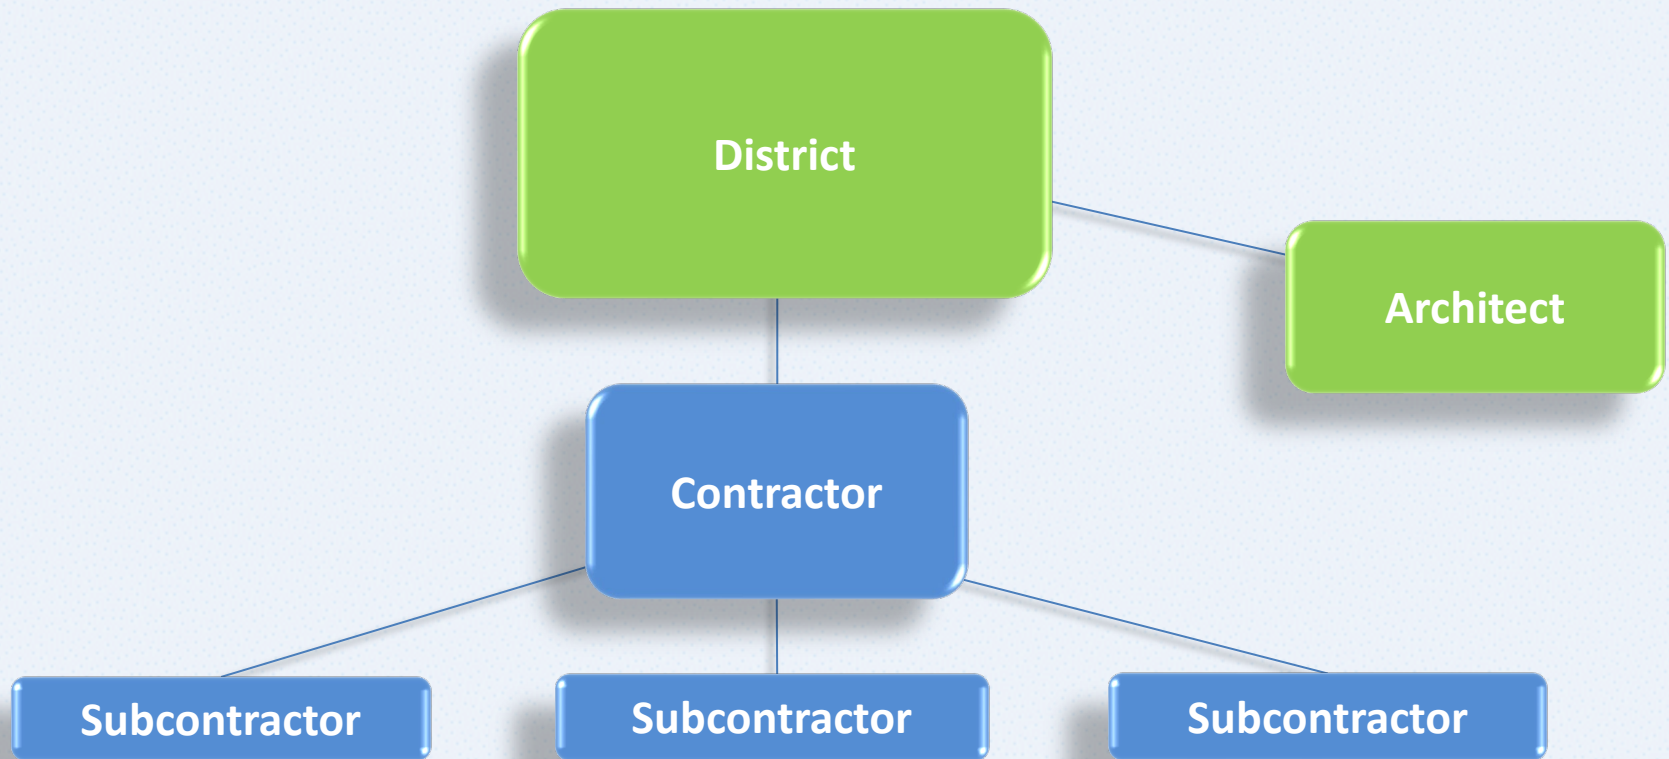 District
Architect
Contractor
Subcontractor
Subcontractor
Subcontractor